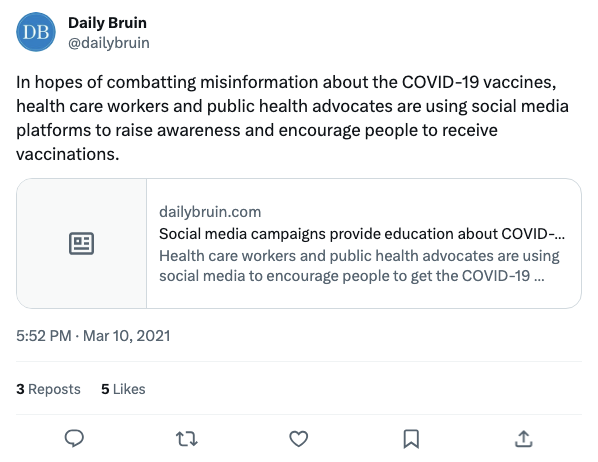 DB
Daily Bruin
@dailybruin
In hopes of combatting misinformation about the COVID-19 vaccines,
health care workers and public health advocates are using social media
platforms to raise awareness and encourage people to receive
vaccinations.
dailybruin.com
Social media campaigns provide education about COVID-...
Health care workers and public health advocates are using
social media to encourage people to get the COVID-19 ...
5:52 PM · Mar 10, 2021
3 Reposts 5 Likes